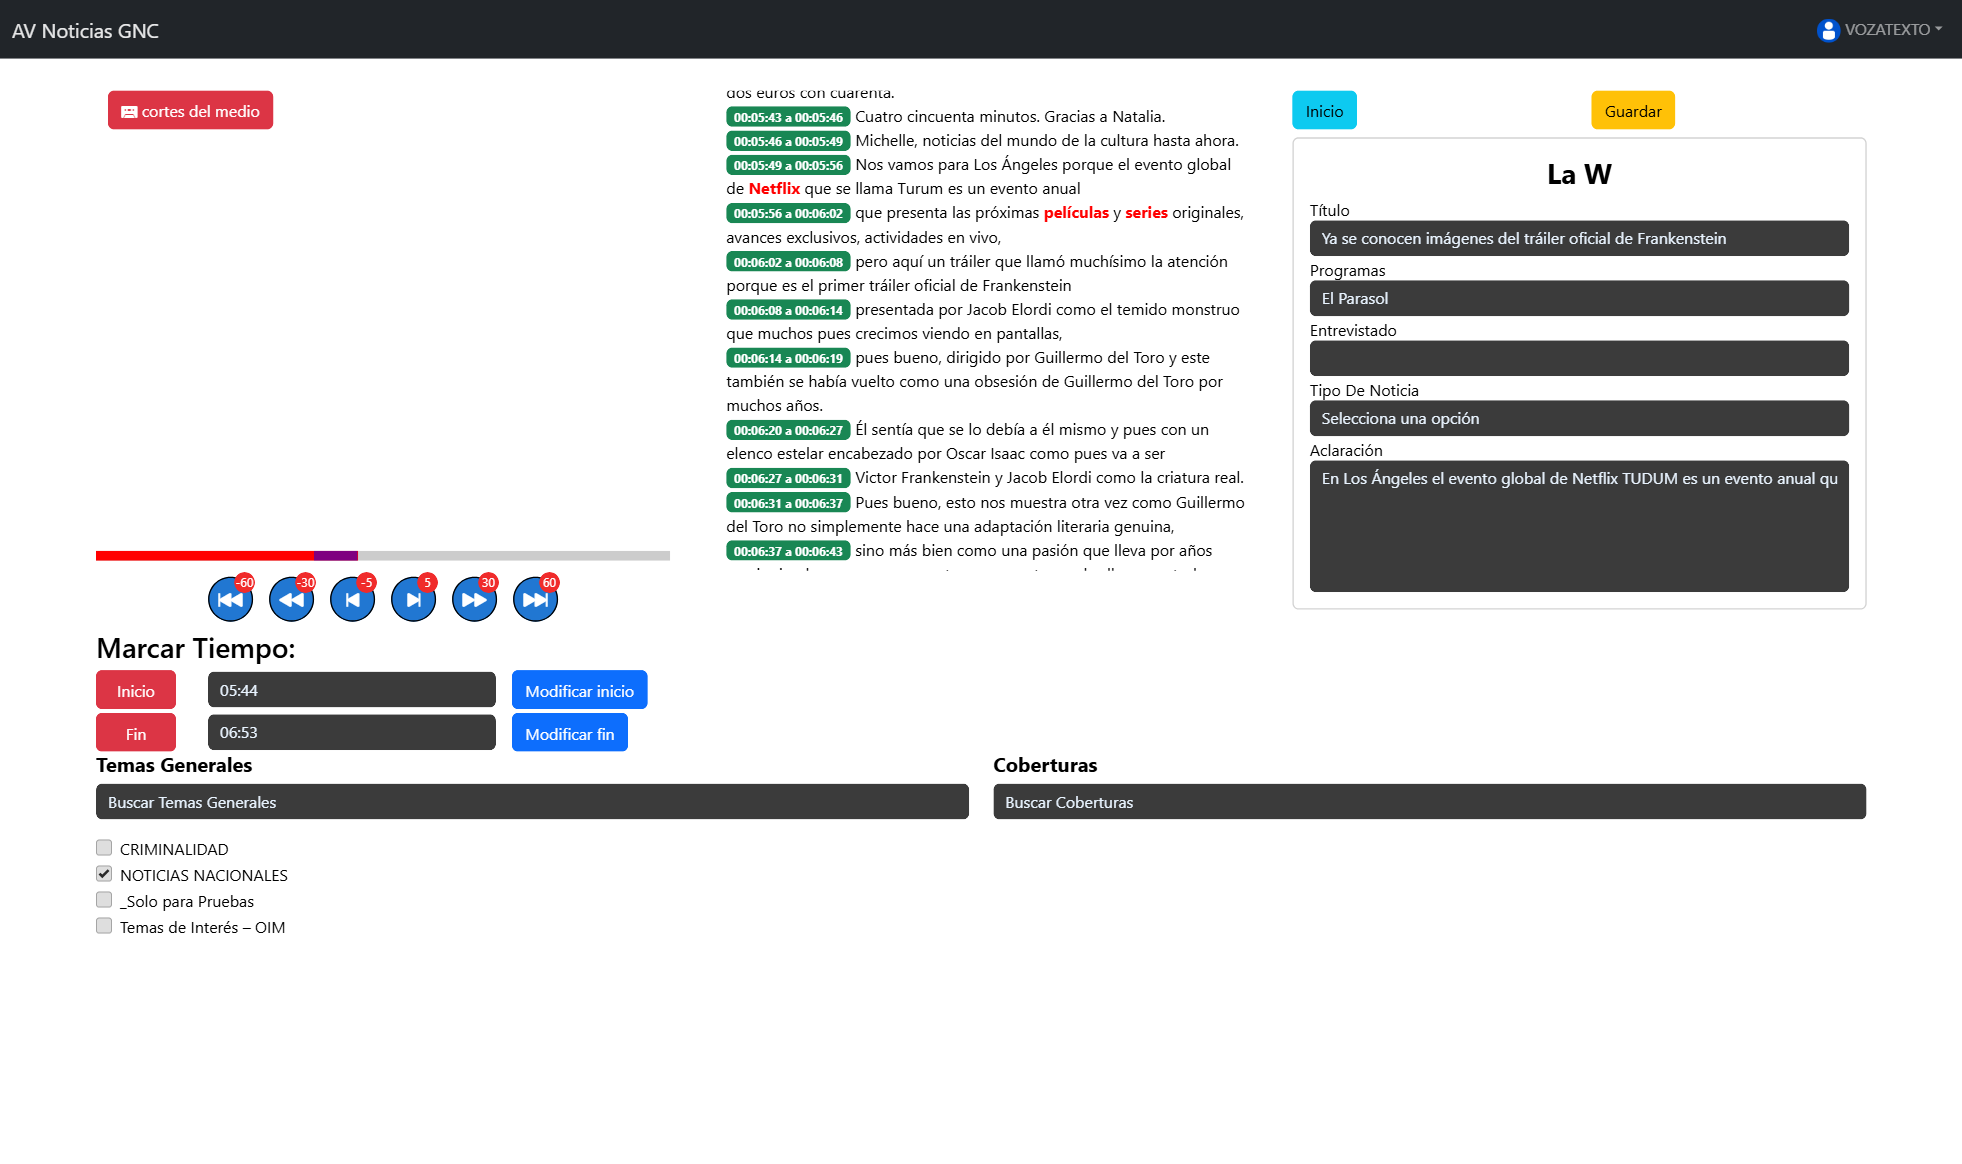 AV Noticias GNC
VOZATEXTO
cortes del medio
-60
-30
-5
5
30
60
Marcar Tiempo:
Inicio
05:44
Modificar inicio
Fin
06:53
Modificar fin
dos euros con cuarenta.
00:05:43 a 00:05:46 Cuatro cincuenta minutos. Gracias a Natalia.
00:05:46 a 00:05:49 Michelle, noticias del mundo de la cultura hasta ahora.
00:05:49 a 00:05:56 Nos vamos para Los Ángeles porque el evento global
de Netflix que se llama Turum es un evento anual
00:05:56 a 00:06:02 que presenta las próximas películas y series originales,
avances exclusivos, actividades en vivo,
00:06:02 a 00:06:08 pero aquí un tráiler que llamó muchísimo la atención
porque es el primer tráiler oficial de Frankenstein
00:06:08 a 00:06:14 presentada por Jacob Elordi como el temido monstruo
que muchos pues crecimos viendo en pantallas,
00:06:14 a 00:06:19 pues bueno, dirigido por Guillermo del Toro y este
también se había vuelto como una obsesión de Guillermo del Toro por
muchos años.
00:06:20 a 00:06:27 Él sentía que se lo debía a él mismo y pues con un
elenco estelar encabezado por Oscar Isaac como pues va a ser
00:06:27 a 00:06:31 Victor Frankenstein y Jacob Elordi como la criatura real.
00:06:31 a 00:06:37 Pues bueno, esto nos muestra otra vez como Guillermo
del Toro no simplemente hace una adaptación literaria genuina,
00:06:37 a 00:06:43 sino más bien como una pasión que lleva por años
Inicio
Guardar
La W
Título
Ya se conocen imágenes del tráiler oficial de Frankenstein
Programas
El Parasol
Entrevistado
Tipo De Noticia
Selecciona una opción
Aclaración
En Los Ángeles el evento global de Netflix TUDUM es un evento anual qu
Temas Generales
Buscar Temas Generales
CRIMINALIDAD
NOTICIAS NACIONALES
_Solo para Pruebas
Temas de Interés – OIM
Coberturas
Buscar Coberturas